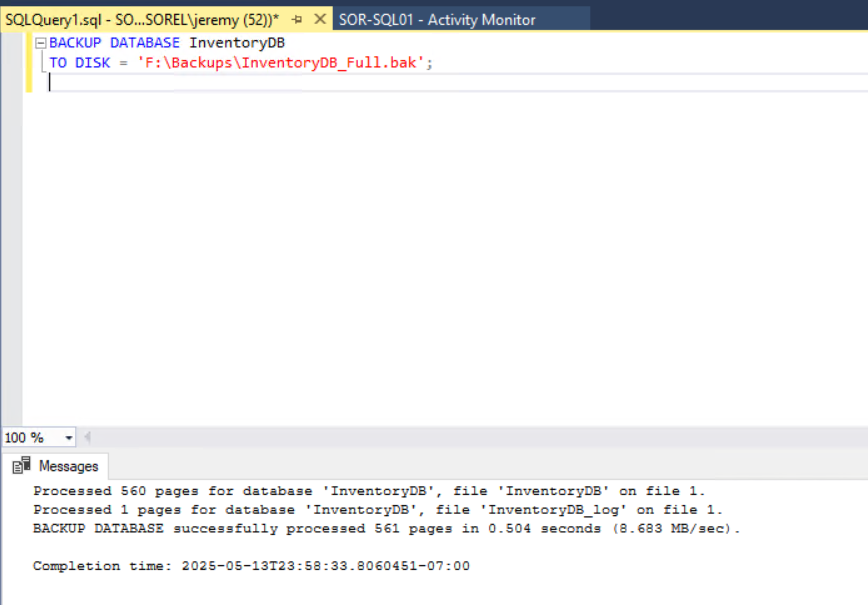 SQLQuery1.sql - SO...SOREL\jeremy (52))* SOR-SQL01 - Activity Monitor
BACKUP DATABASE InventoryDB
TO DISK = 'F:\Backups\InventoryDB_Full.bak';
100 %
Messages
Processed 560 pages for database 'InventoryDB', file 'InventoryDB' on file 1.
Processed 1 pages for database 'InventoryDB', file 'InventoryDB_log' on file 1.
BACKUP DATABASE successfully processed 561 pages in 0.504 seconds (8.683 MB/sec).
Completion time: 2025-05-13T23:58:33.8060451-07:00